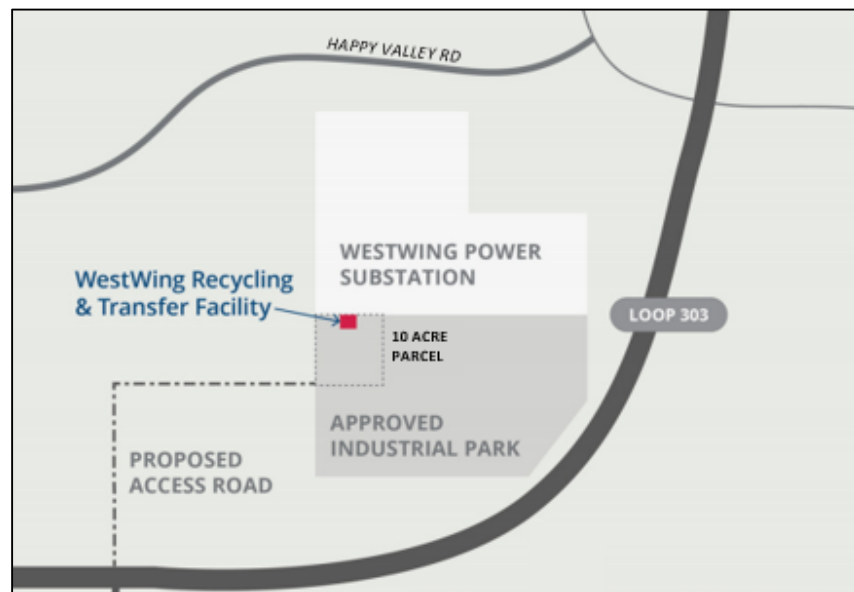 HAPPY VALLEY RD
WESTWING POWER
SUBSTATION
WestWing Recycling
& Transfer Facility
LOOP 303
10 ACRE
PARCEL
APPROVED
INDUSTRIAL PARK
PROPOSED
ACCESS ROAD